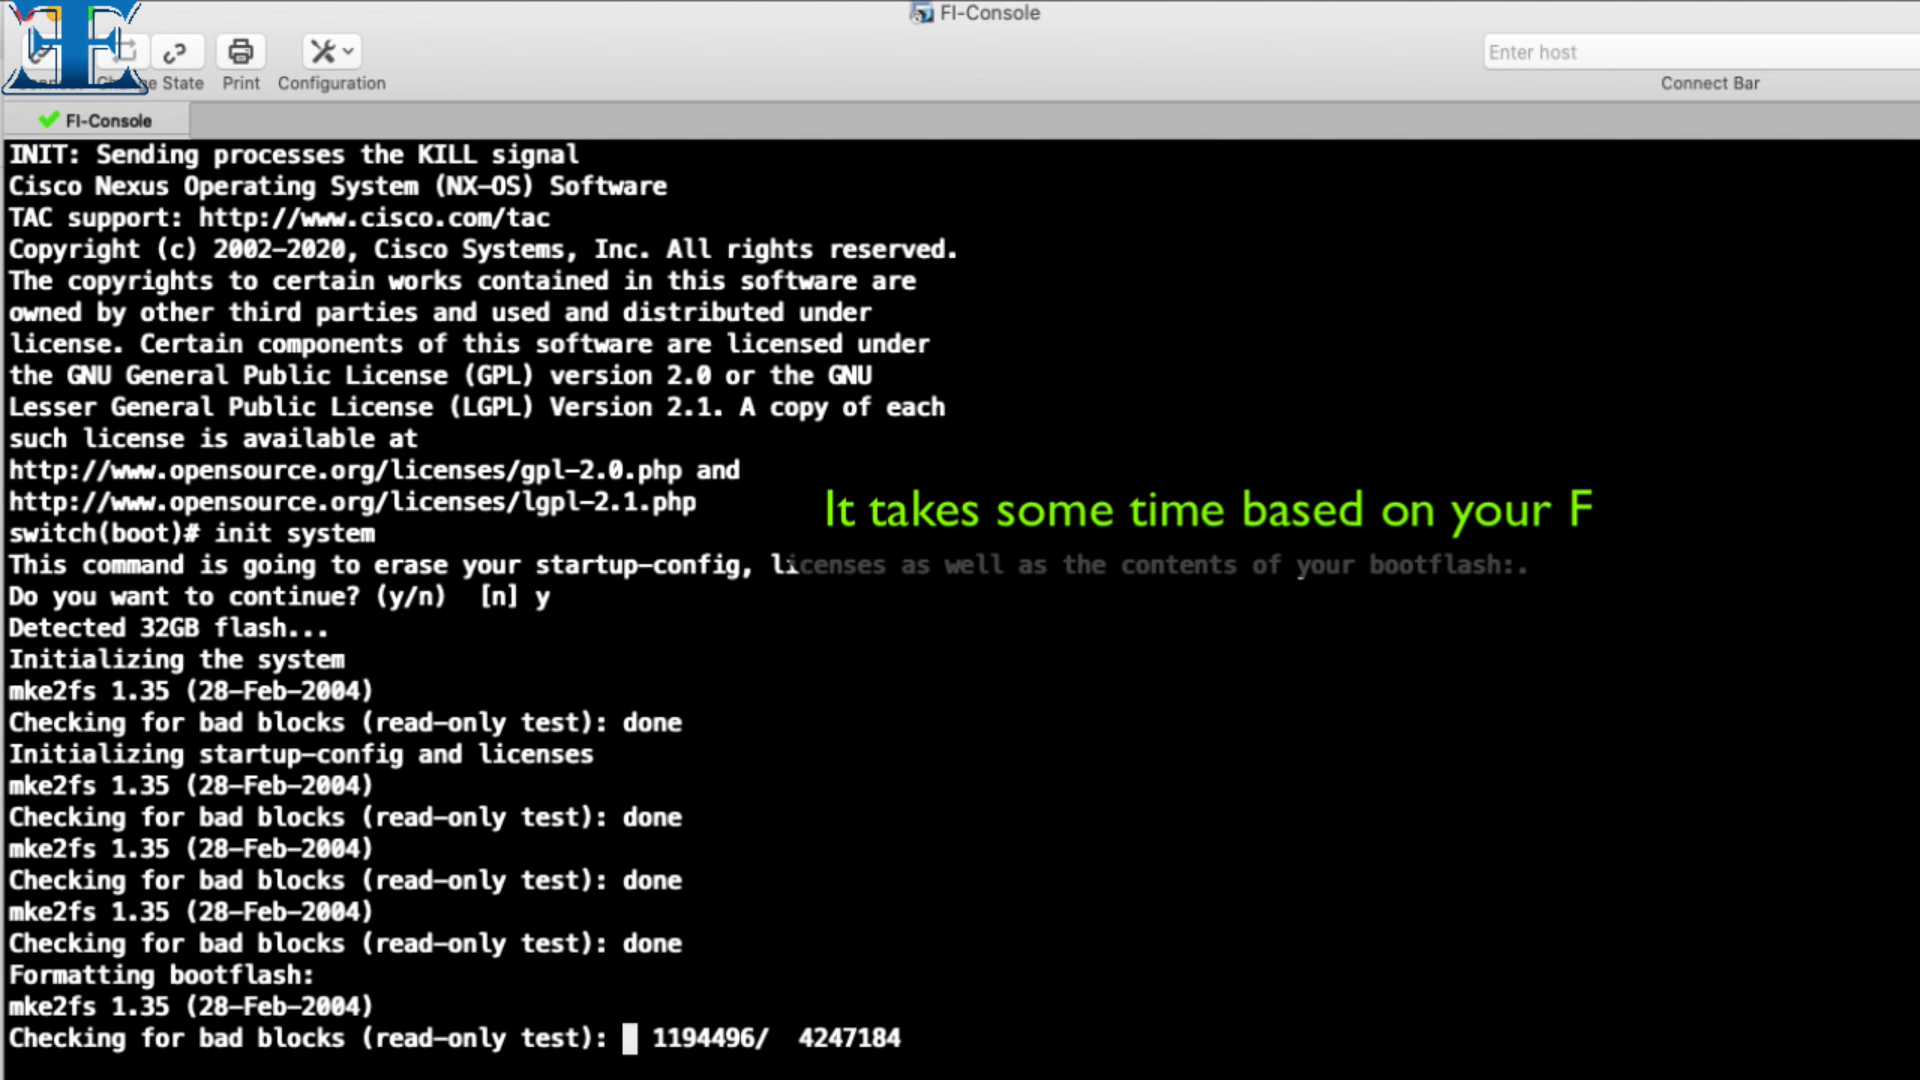 FI-Console
Enter host
State
Print
Configuration
Connect Bar
FI-Console
INIT: Sending processes the KILL signal
Cisco Nexus Operating System (NX-OS) Software
TAC support: http://www.cisco.com/tac
Copyright (c) 2002-2020, Cisco Systems, Inc. All rights reserved.
The copyrights to certain works contained in this software are
owned by other third parties and used and distributed under
license. Certain components of this software are licensed under
the GNU General Public License (GPL) version 2.0 or the GNU
Lesser General Public License (LGPL) Version 2.1. A copy of each
such license is available at
http://www.opensource.org/licenses/gpl-2.0.php and
http://www.opensource.org/licenses/lgpl-2.1.php
It takes some time based on your F
switch(boot)# init system
This command is going to erase your startup-config, licenses as well as the contents of your bootflash:.
Do you want to continue? (y/n)  [n] y
Detected 32GB flash...
Initializing the system
mke2fs 1.35 (28-Feb-2004)
Checking for bad blocks (read-only test): done
Initializing startup-config and licenses
mke2fs 1.35 (28-Feb-2004)
Checking for bad blocks (read-only test): done
mke2fs 1.35 (28-Feb-2004)
Checking for bad blocks (read-only test): done
mke2fs 1.35 (28-Feb-2004)
Checking for bad blocks (read-only test): done
Formatting bootflash:
mke2fs 1.35 (28-Feb-2004)
Checking for bad blocks (read-only test):  1194496/  4247184